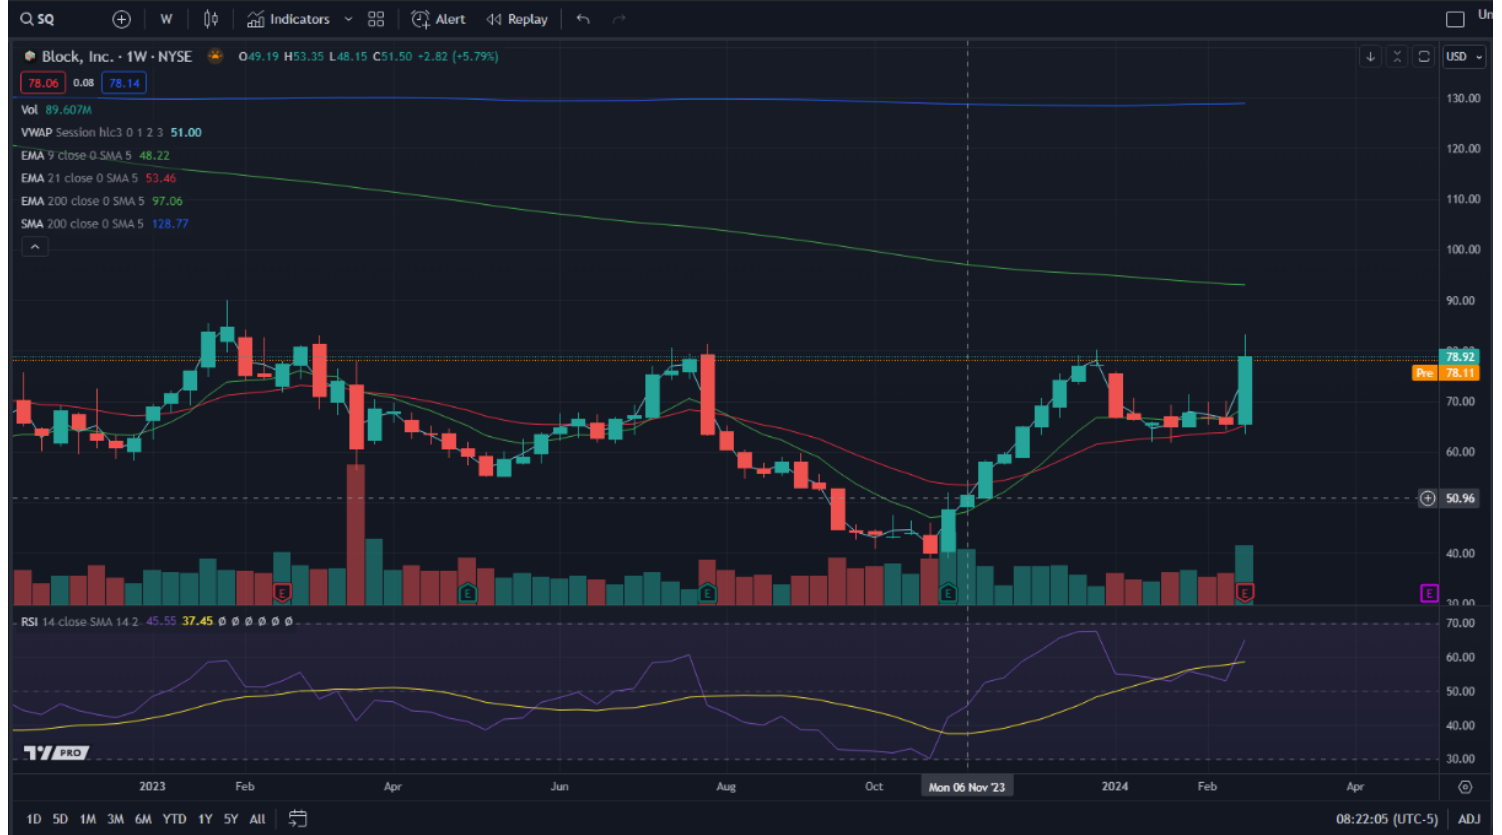 SQ W Indicators Alert Replay Un
Block, Inc. · 1W · NYSE O49.19 H53.35 L48.15 C51.50 +2.82 (+5.79%) USD
78.06 0.08 78.14
Vol 89.607M
VWAP Session hlc3 0 1 2 3 51.00
EMA 9 close 0 SMA 5 48.22
EMA 21 close 0 SMA 5 53.46
EMA 200 close 0 SMA 5 97.06
SMA 200 close 0 SMA 5 128.77
130.00
120.00
110.00
100.00
90.00
80.00
78.92
Pre 78.11
70.00
60.00
50.96
40.00
30.00
E E E E E E
RSI 14 close SMA 14 2 45.55 37.45 Ø Ø Ø Ø Ø Ø
70.00
60.00
50.00
40.00
30.00
TV PRO
2023 Feb Apr Jun Aug Oct Mon 06 Nov '23 2024 Feb Apr
1D 5D 1M 3M 6M YTD 1Y 5Y All 08:22:05 (UTC-5) ADJ